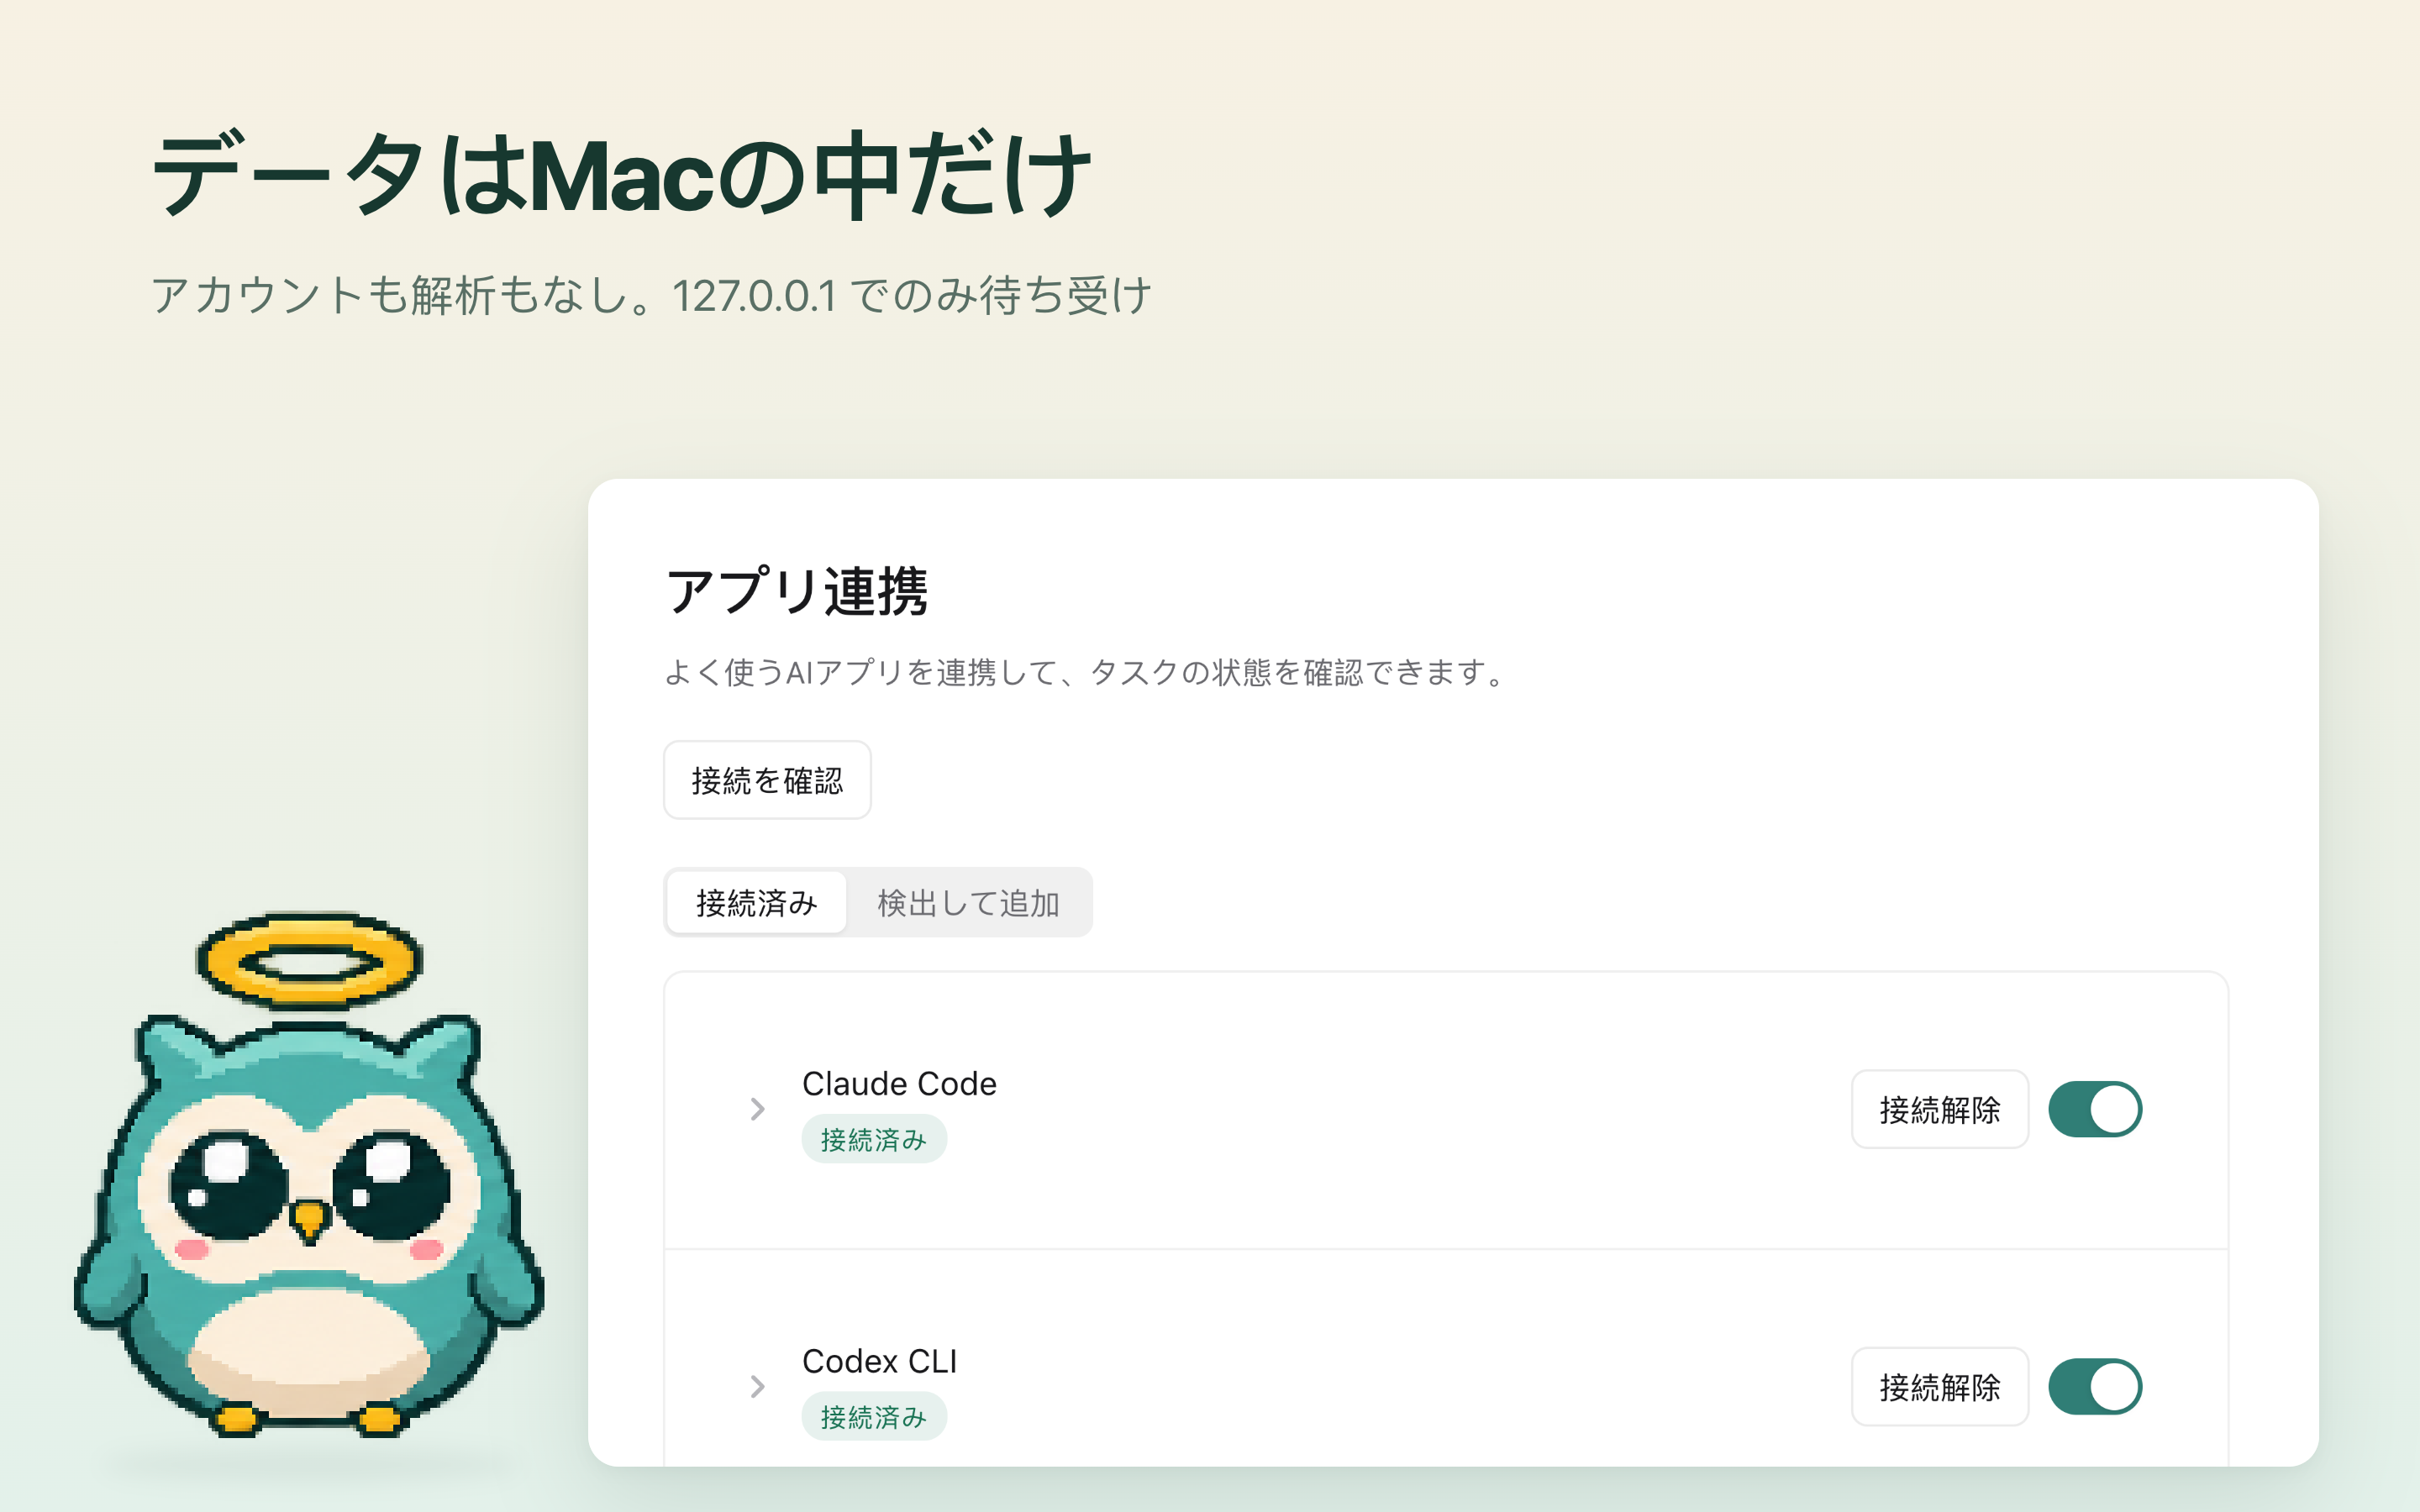 データはMacの中だけ
アカウントも解析もなし。127.0.0.1 でのみ待ち受け
アプリ連携
よく使うAIアプリを連携して、タスクの状態を確認できます。
接続を確認
接続済み 検出して追加
Claude Code
接続済み
接続解除
Codex CLI
接続済み
接続解除